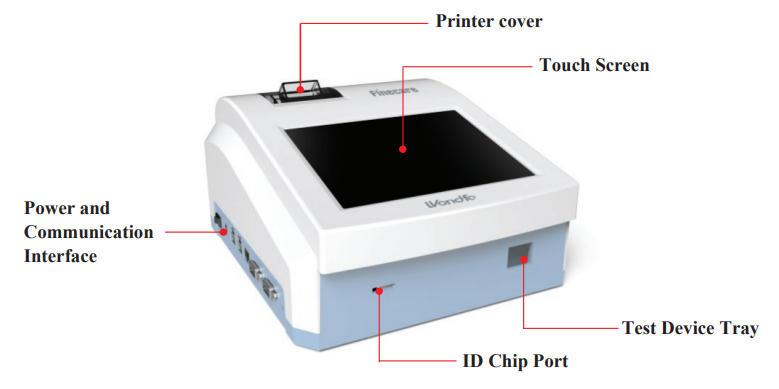 Printer cover
Touch Screen
Finecare
Wondfo
Power and
Communication
Interface
Test Device Tray
ID Chip Port